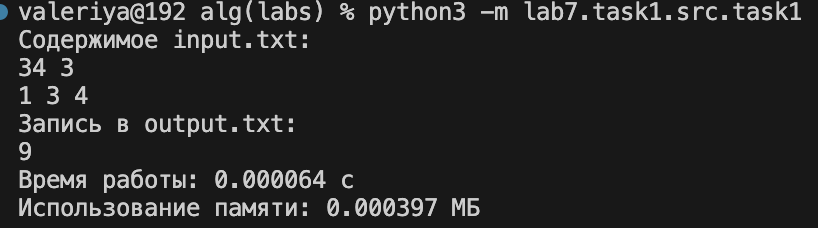 valeriya@192 alg(labs) % python3 -m lab7.task1.src.task1
Содержимое input.txt:
34 3
1 3 4
Запись в output.txt:
9
Время работы: 0.000064 с
Использование памяти: 0.000397 МБ